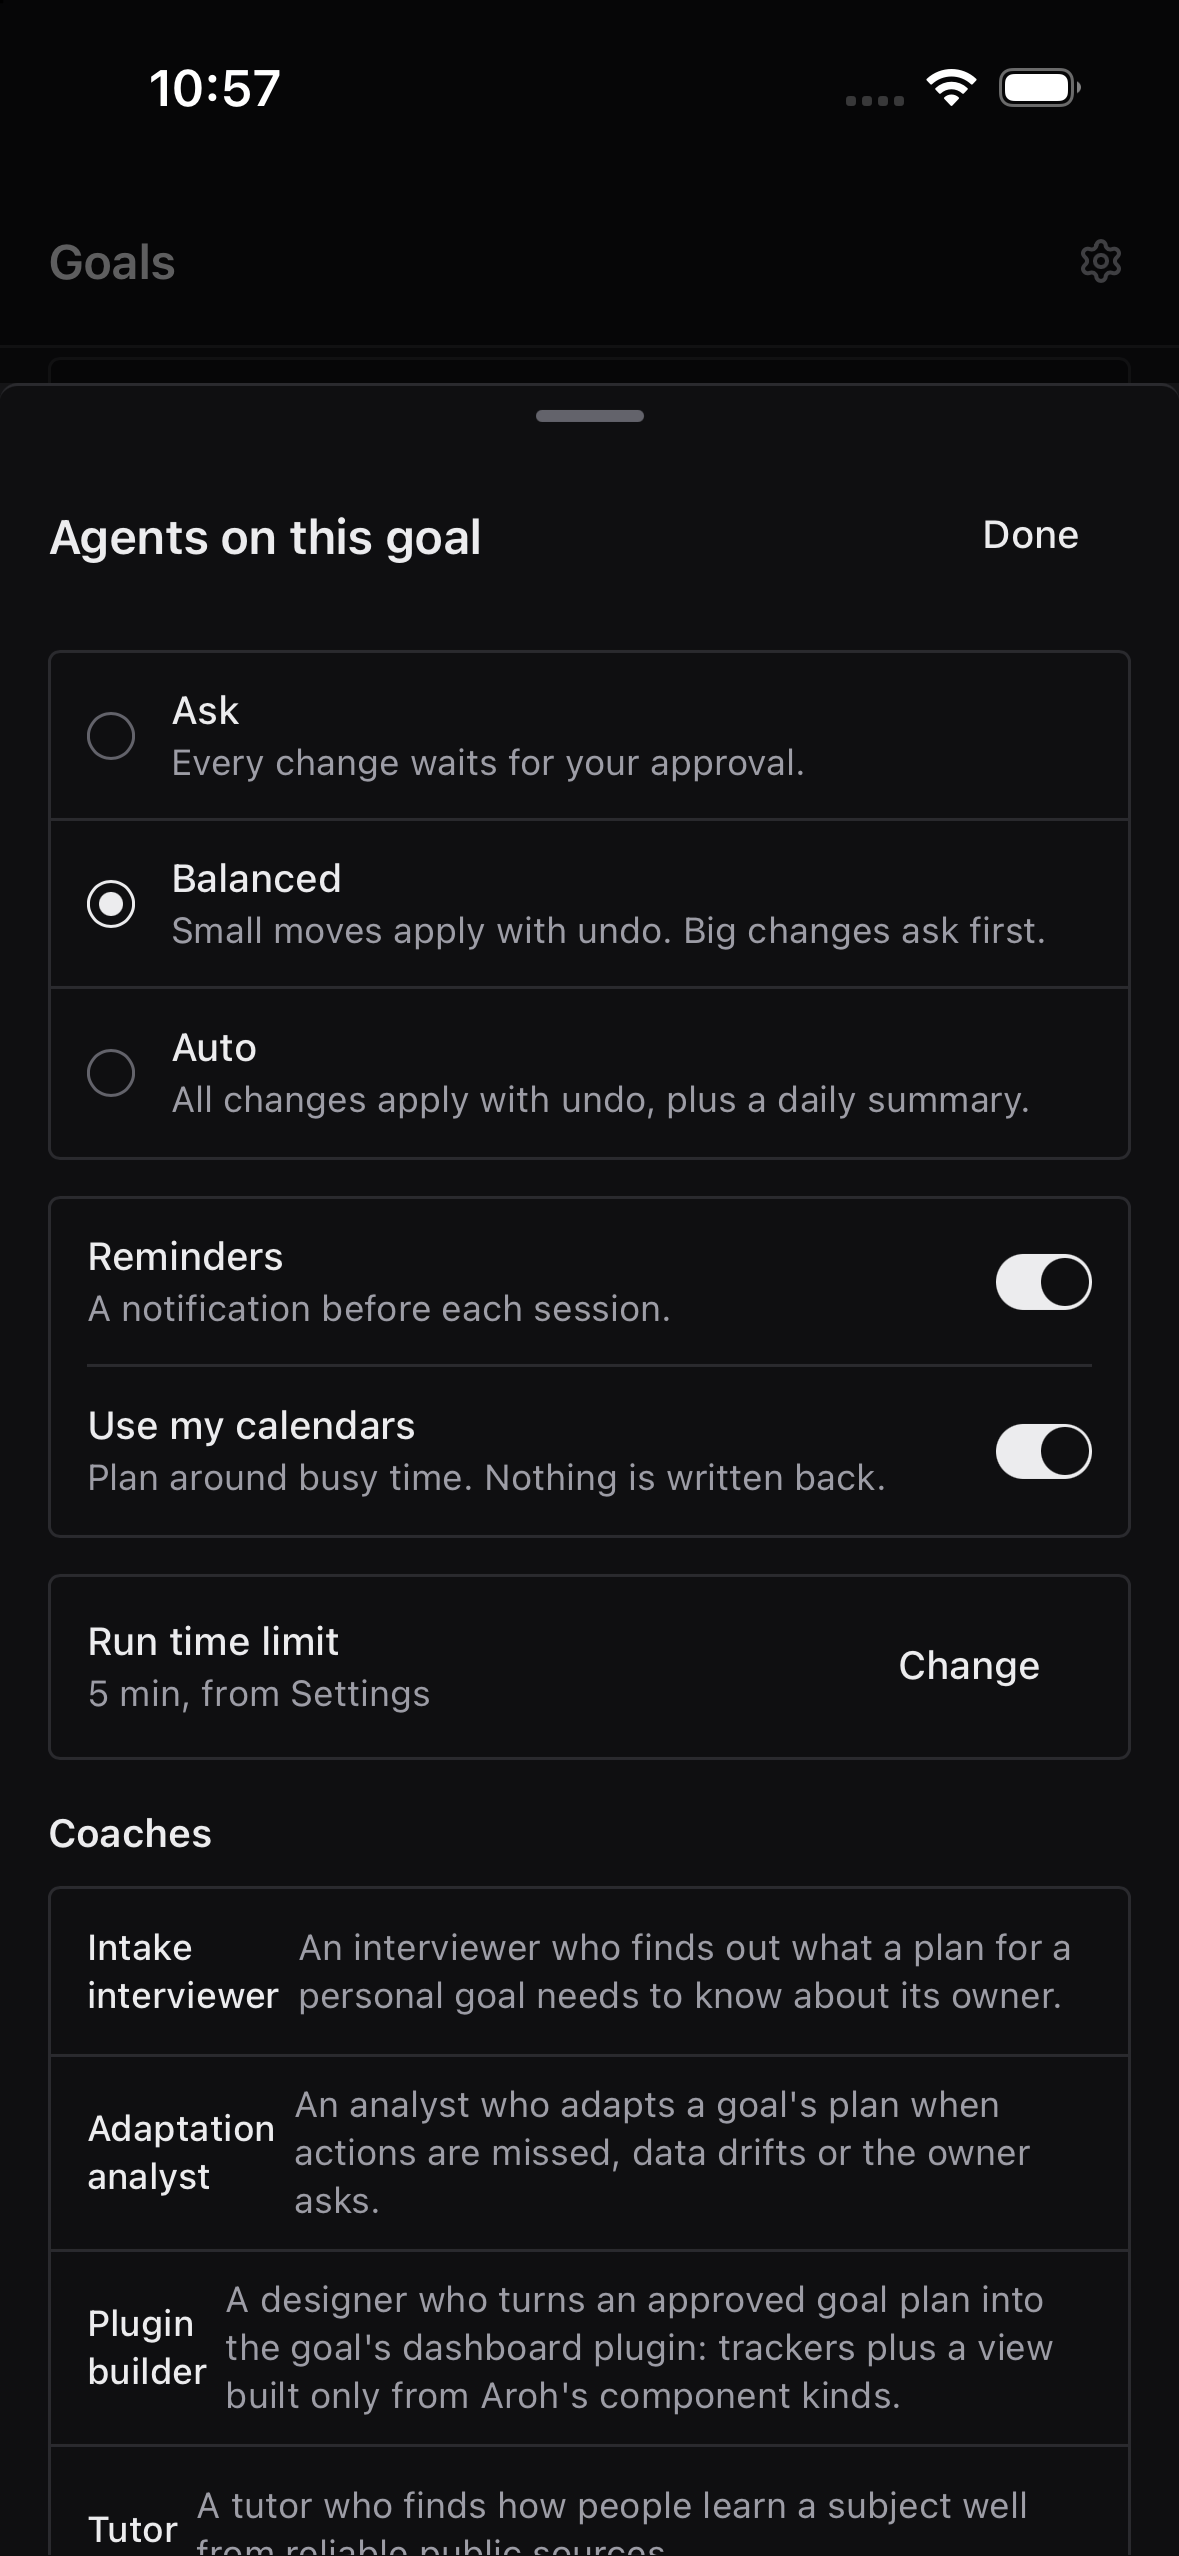 10:57
Goals
Agents on this goal
Done
Ask
Every change waits for your approval.
Balanced
Small moves apply with undo. Big changes ask first.
Auto
All changes apply with undo, plus a daily summary.
Reminders
A notification before each session.
Use my calendars
Plan around busy time. Nothing is written back.
Run time limit
5 min, from Settings
Change
Coaches
Intake
interviewer
An interviewer who finds out what a plan for a
personal goal needs to know about its owner.
Adaptation
analyst
An analyst who adapts a goal's plan when
actions are missed, data drifts or the owner
asks.
Plugin
builder
A designer who turns an approved goal plan into
the goal's dashboard plugin: trackers plus a view
built only from Aroh's component kinds.
Tutor
A tutor who finds how people learn a subject well
from reliable public sources